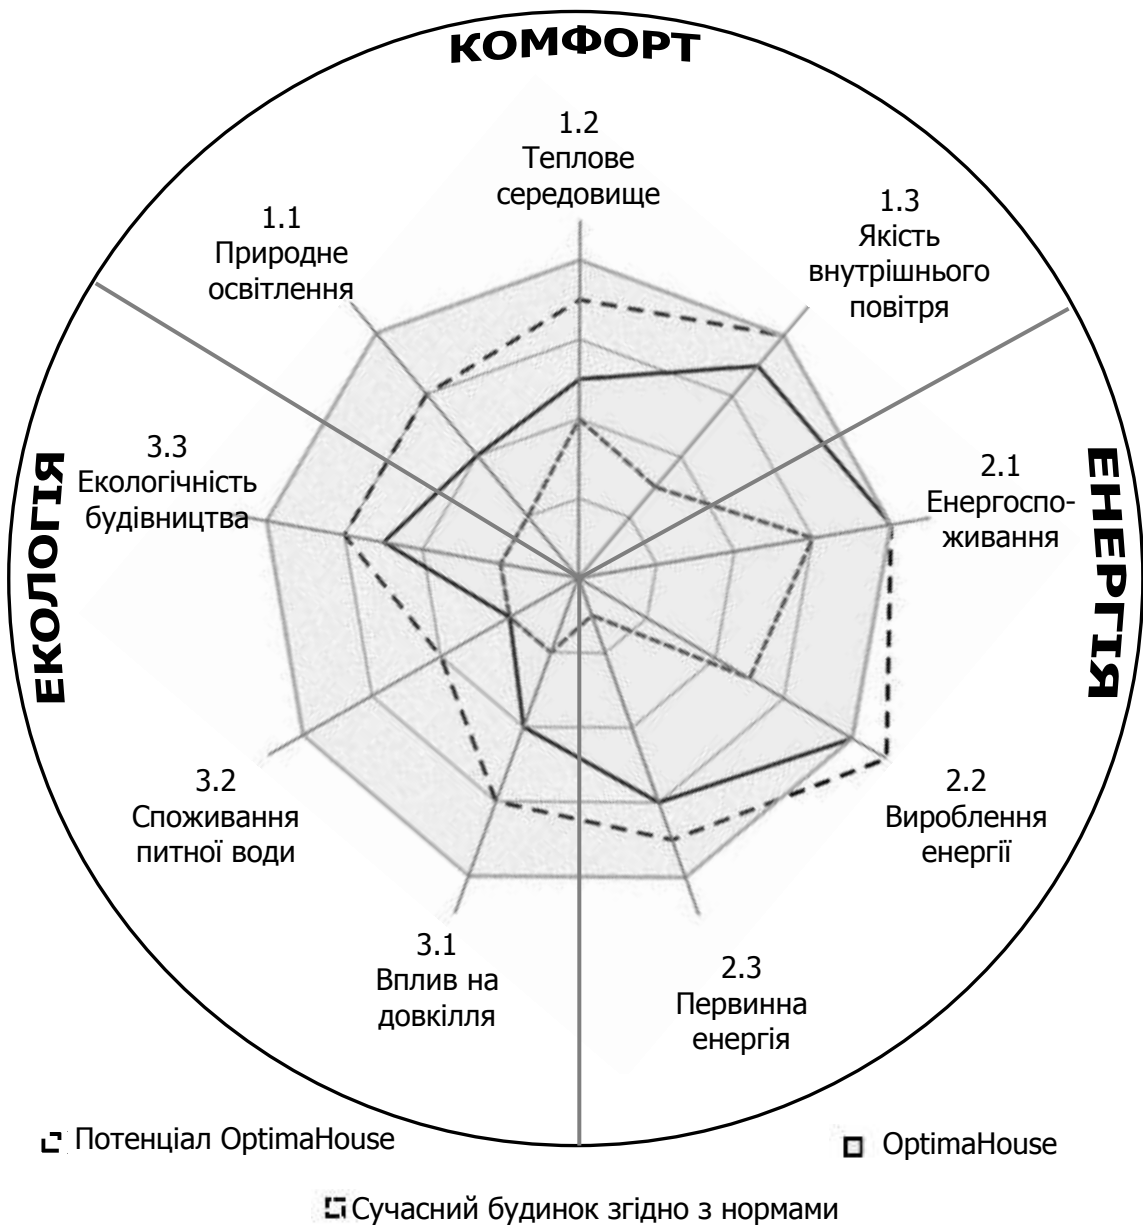 КОМФОРТ
1.2
Теплове
середовище
1.3
Якість
внутрішнього
повітря
1.1
Природне
освітлення
ЕКОЛОГІЯ
3.3
Екологічність
будівництва
2.1
Енергоспо-
живання
ЕНЕРГІЯ
3.2
Споживання
питної води
2.2
Вироблення
енергії
3.1
Вплив на
довкілля
2.3
Первинна
енергія
Потенціал OptimaHouse
OptimaHouse
Сучасний будинок згідно з нормами